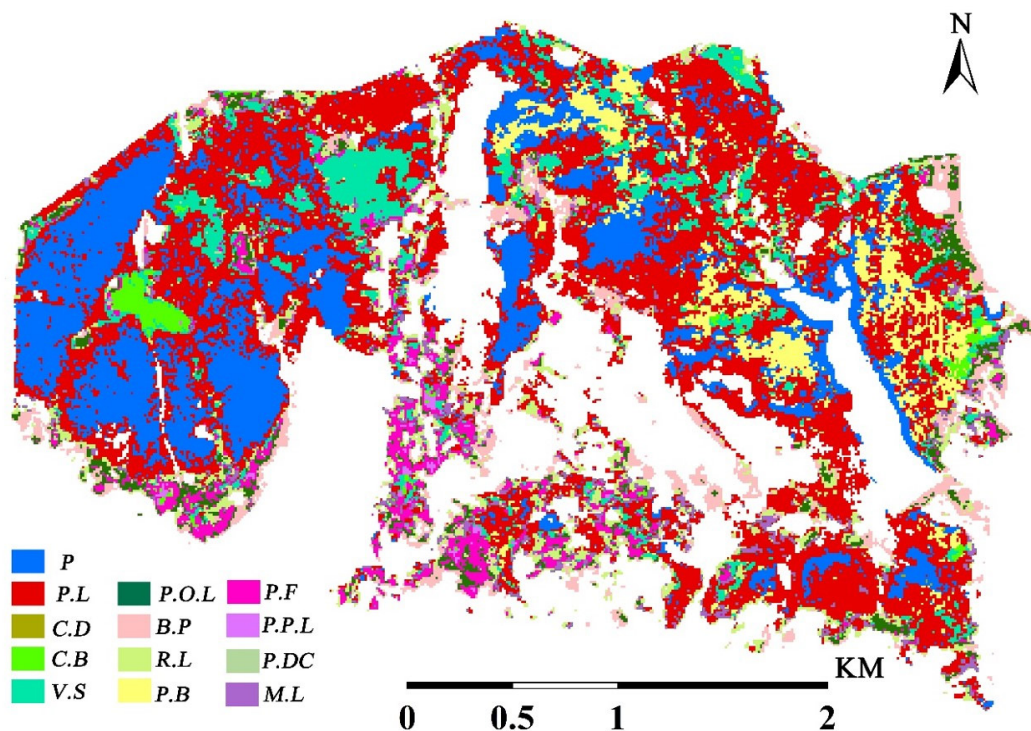 N
P
P.L P.O.L P.F
C.D B.P P.P.L
C.B R.L P.DC
V.S P.B M.L
KM
0 0.5 1 2